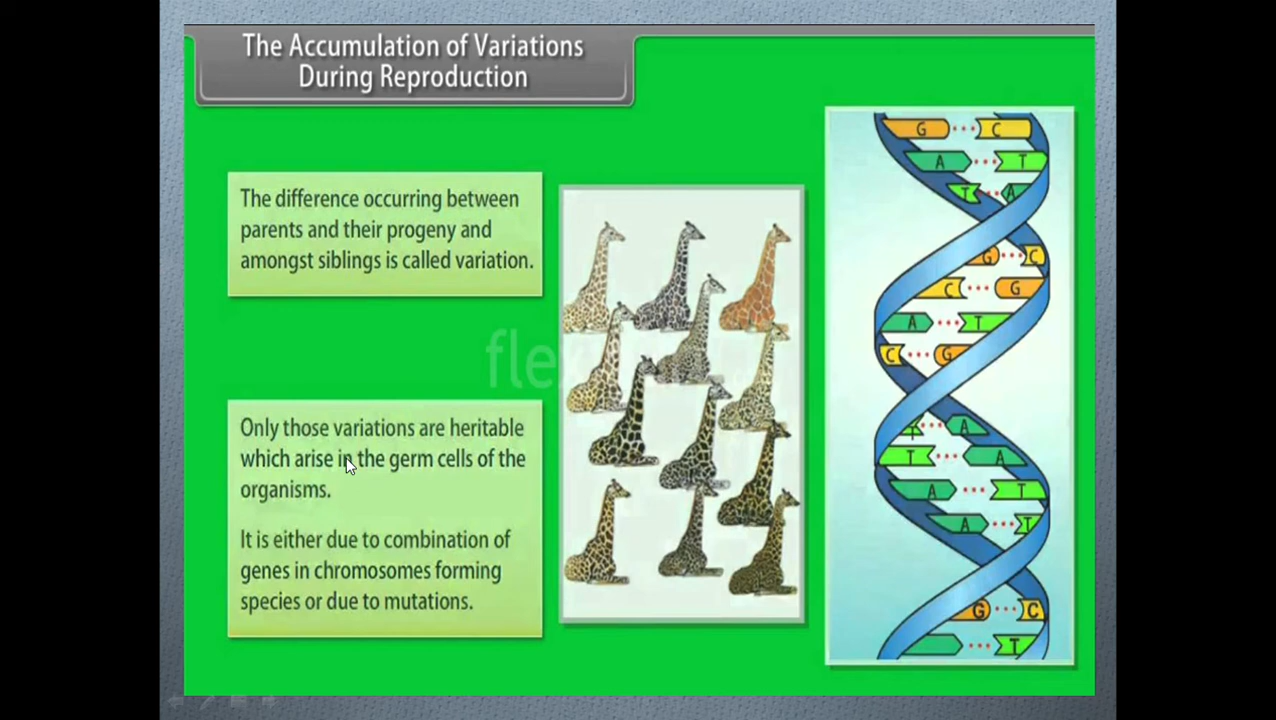 The Accumulation of Variations
During Reproduction
The difference occurring between
parents and their progeny and
amongst siblings is called variation.
Only those variations are heritable
which arise in the germ cells of the
organisms.
It is either due to combination of
genes in chromosomes forming
species or due to mutations.
G C
A T
T A
G C
C G
A T
C G
T A
T A
A T
A T
G C
T